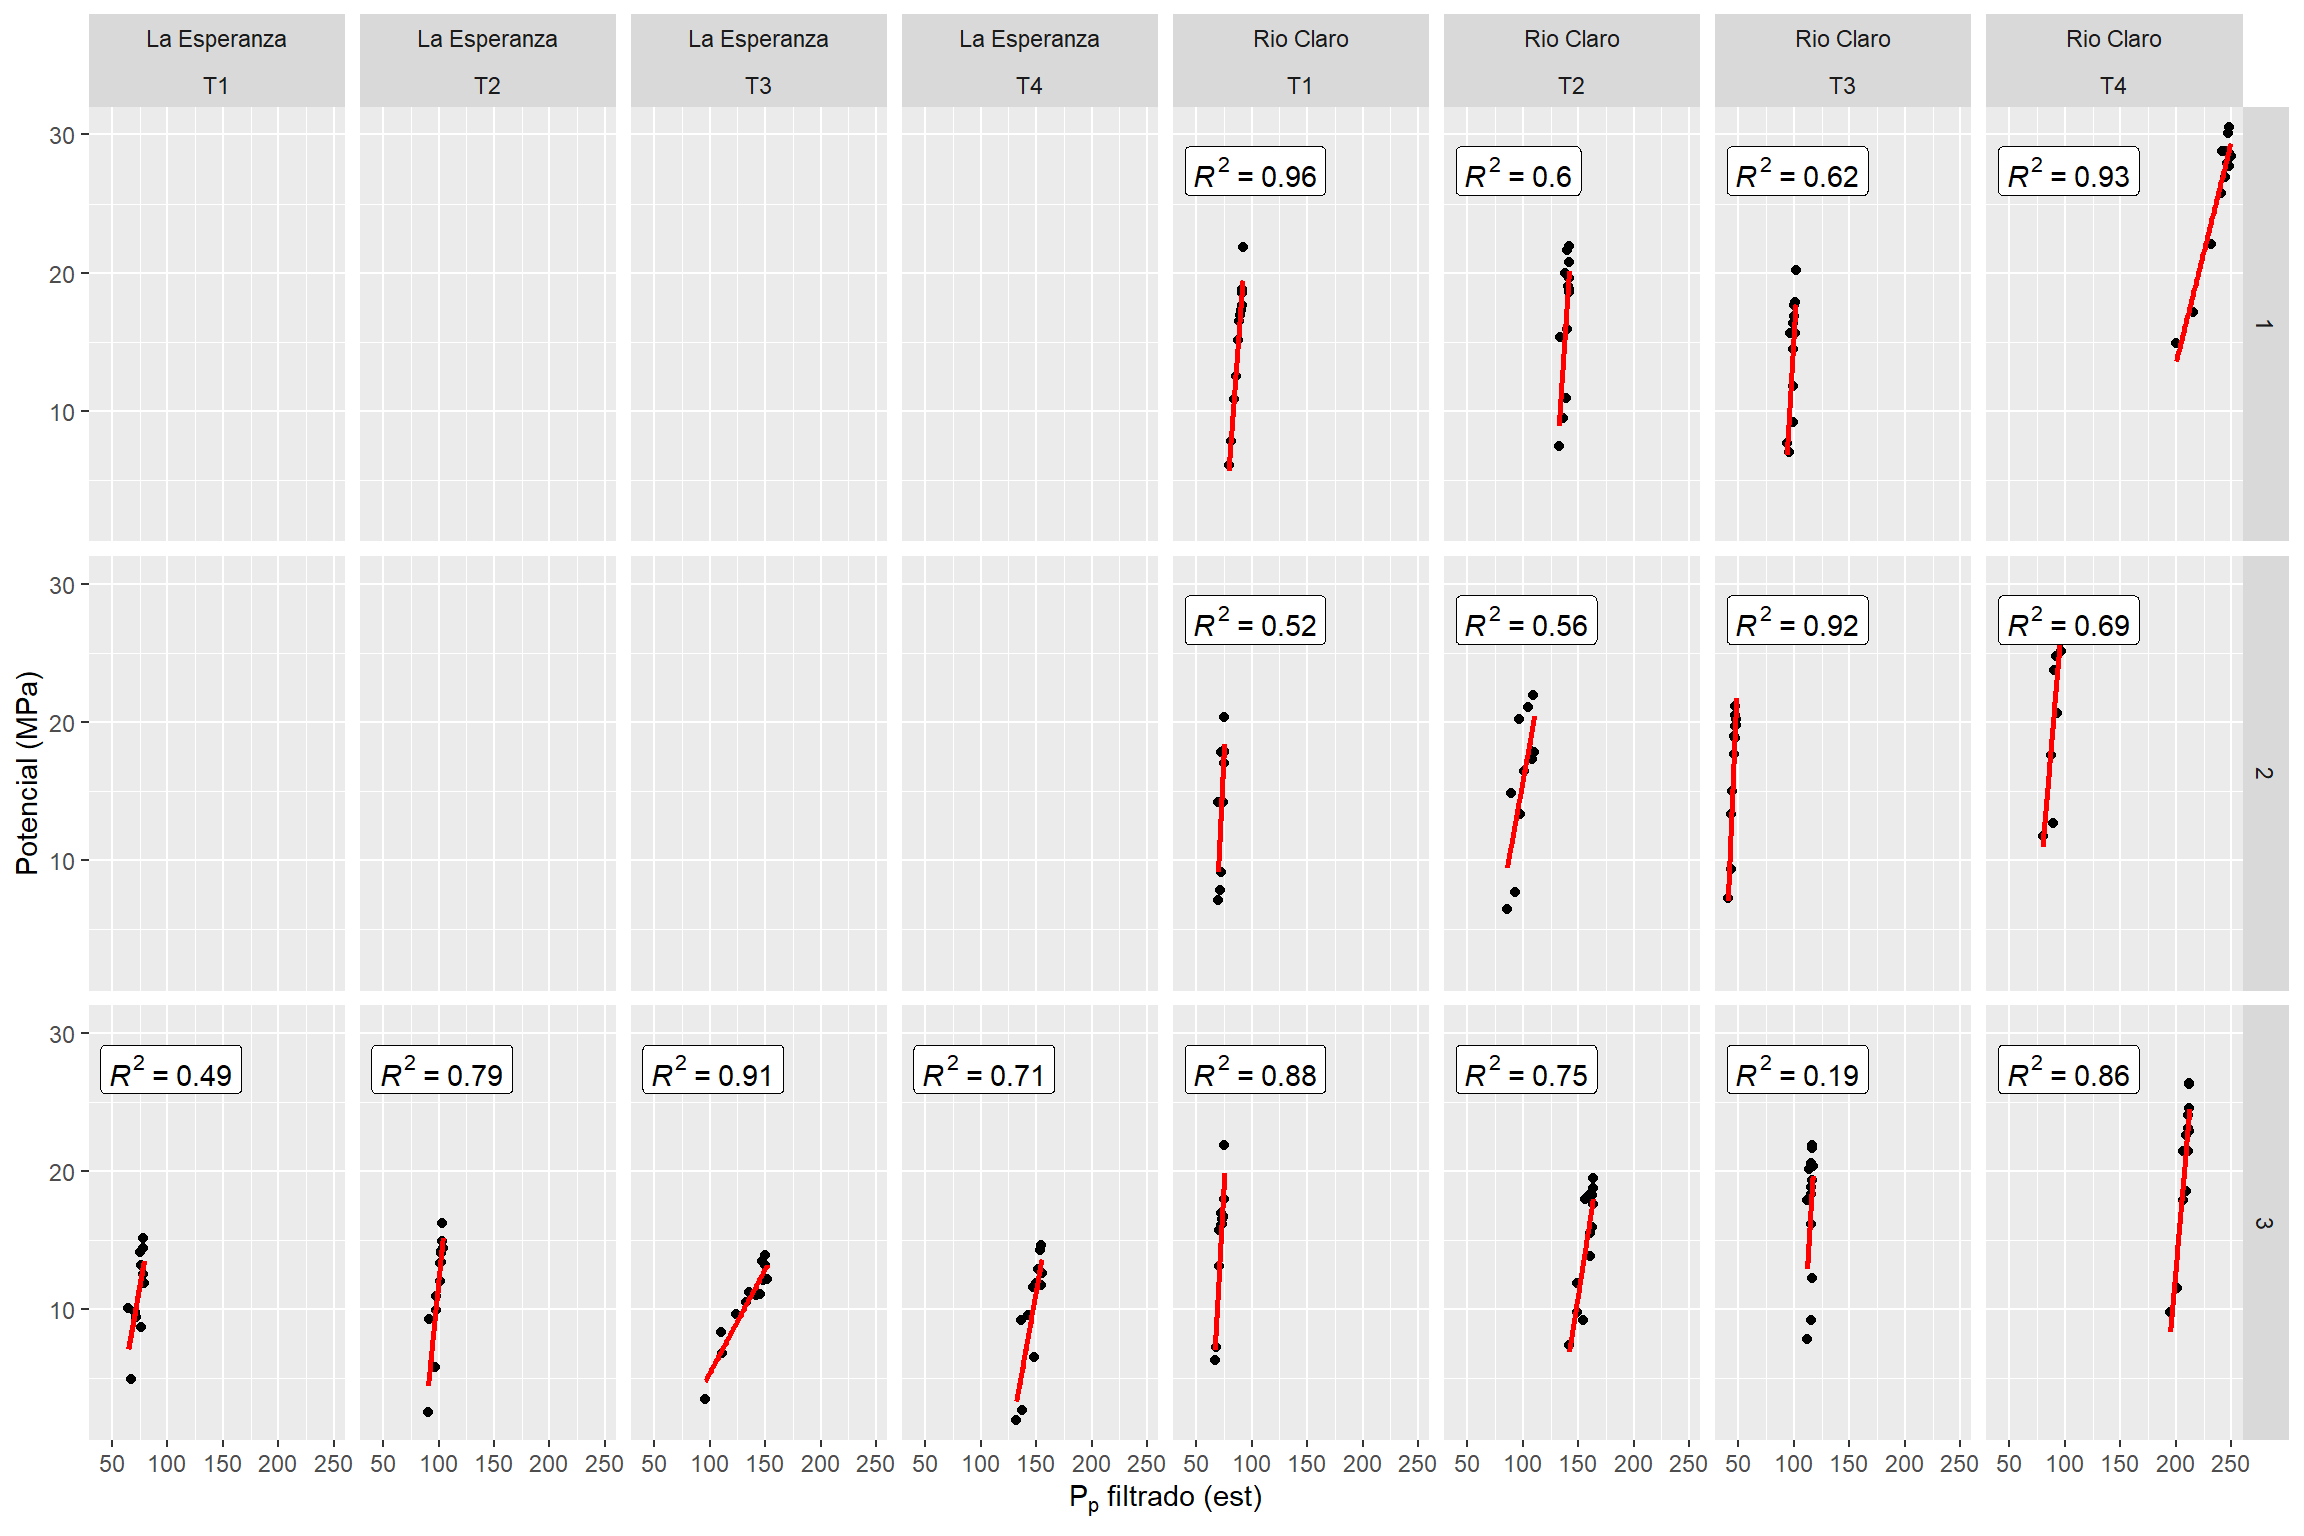 La Esperanza La Esperanza La Esperanza La Esperanza Rio Claro Rio Claro Rio Claro Rio Claro
T1 T2 T3 T4 T1 T2 T3 T4
30
R² = 0.96 R² = 0.6 R² = 0.62 R² = 0.93
20
10
1
30
R² = 0.52 R² = 0.56 R² = 0.92 R² = 0.69
20
10
2
Potencial (MPa)
30
R² = 0.49 R² = 0.79 R² = 0.91 R² = 0.71 R² = 0.88 R² = 0.75 R² = 0.19 R² = 0.86
20
10
3
50 100 150 200 250 50 100 150 200 250 50 100 150 200 250 50 100 150 200 250 50 100 150 200 250 50 100 150 200 250 50 100 150 200 250 50 100 150 200 250
Pₚ filtrado (est)